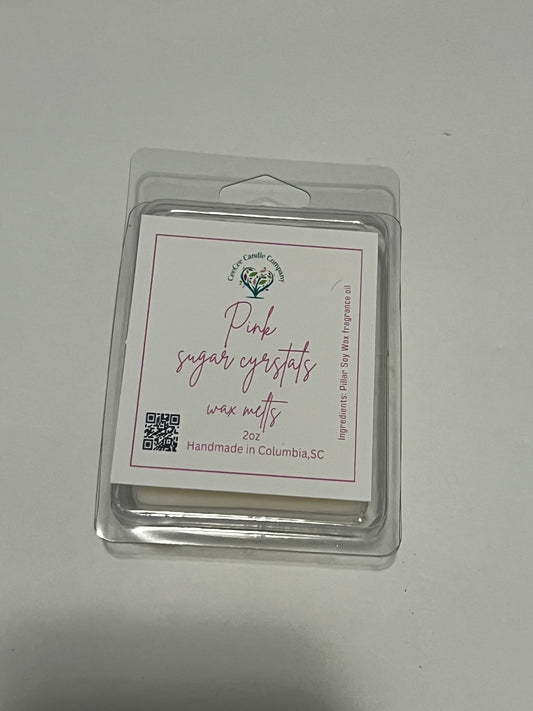 CeeCee Candle Company
Pink
sugar cyrstals
wax melts
2oz
Handmade in Columbia,SC
Ingredients: Pillar Soy Wax fragrance oil